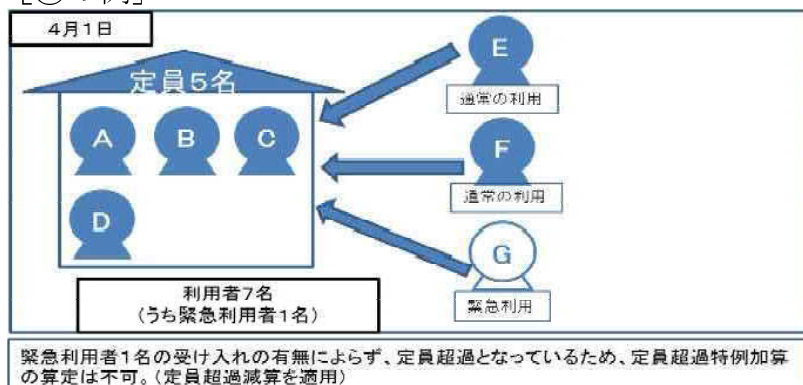 4月1日
定員5名
A B C
D
E
通常の利用
F
通常の利用
G
緊急利用
利用者7名
(うち緊急利用者1名)
緊急利用者1名の受け入れの有無によらず、定員超過となっているため、定員超過特例加算
の算定は不可。(定員超過減算を適用)